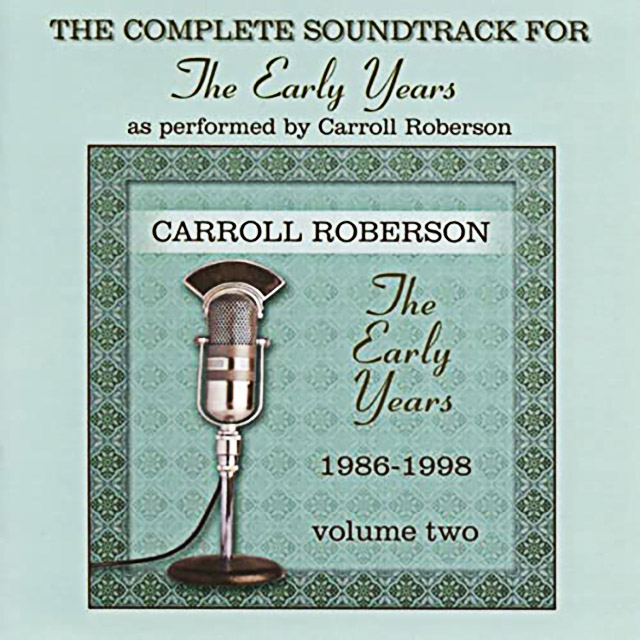 THE COMPLETE SOUNDTRACK FOR
The Early Years
as performed by Carroll Roberson
CARROLL ROBERSON
The
Early
Years
1986-1998
volume two